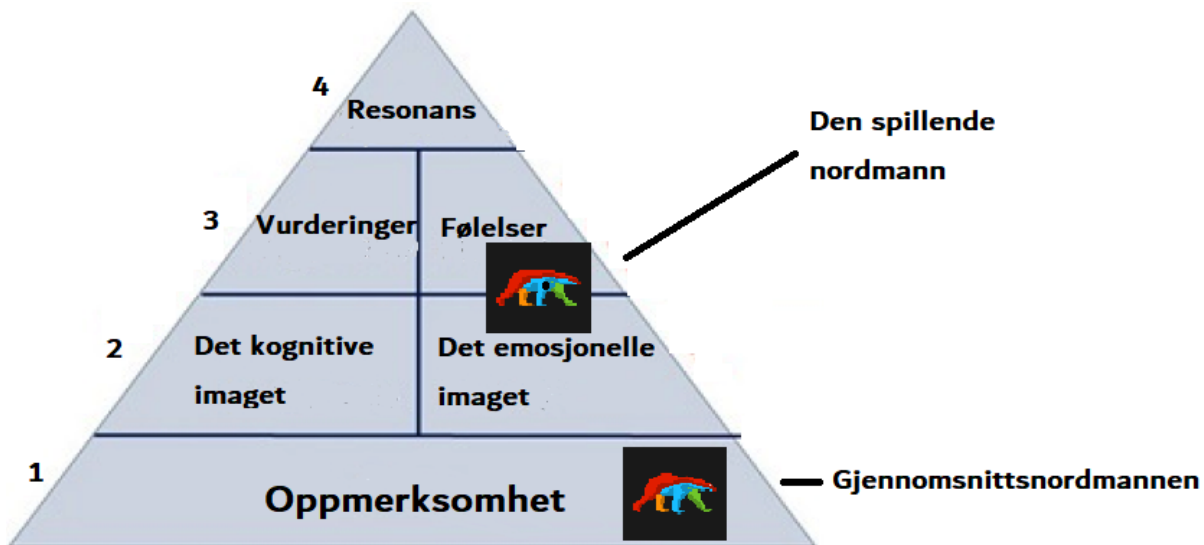 4
Resonans
Den spillende
nordmann
3
Vurderinger
Følelser
2
Det kognitive
imaget
Det emosjonelle
imaget
1
Oppmerksomhet
Gjennomsnittsnordmannen